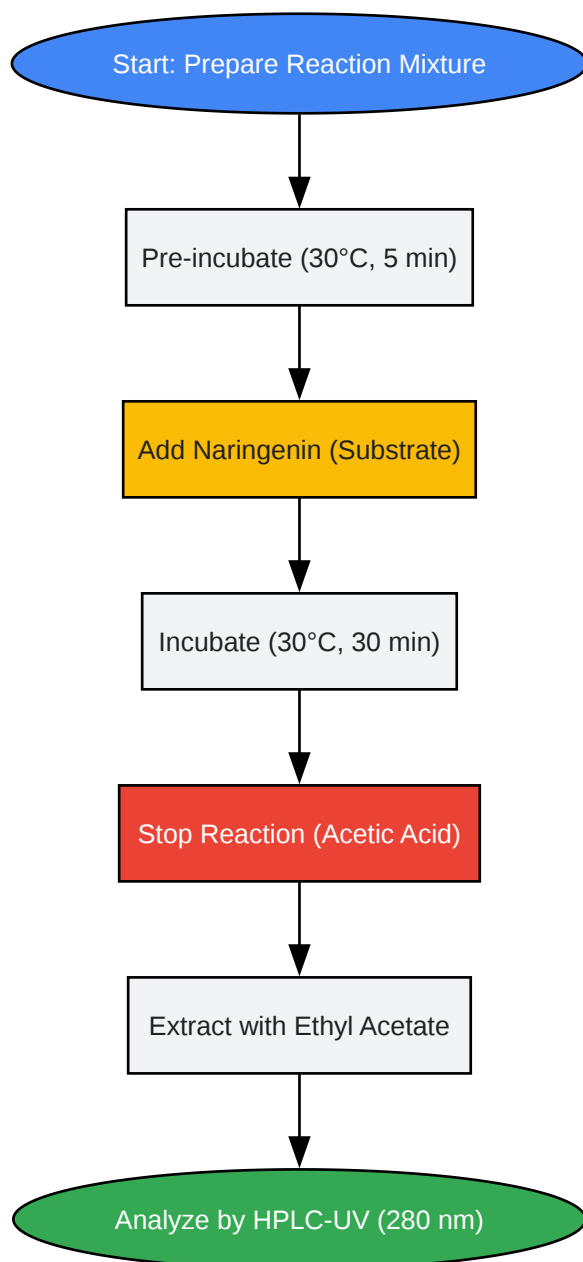 Start: Prepare Reaction Mixture
Pre-incubate (30°C, 5 min)
Add Naringenin (Substrate)
Incubate (30°C, 30 min)
Stop Reaction (Acetic Acid)
Extract with Ethyl Acetate
Analyze by HPLC-UV (280 nm)